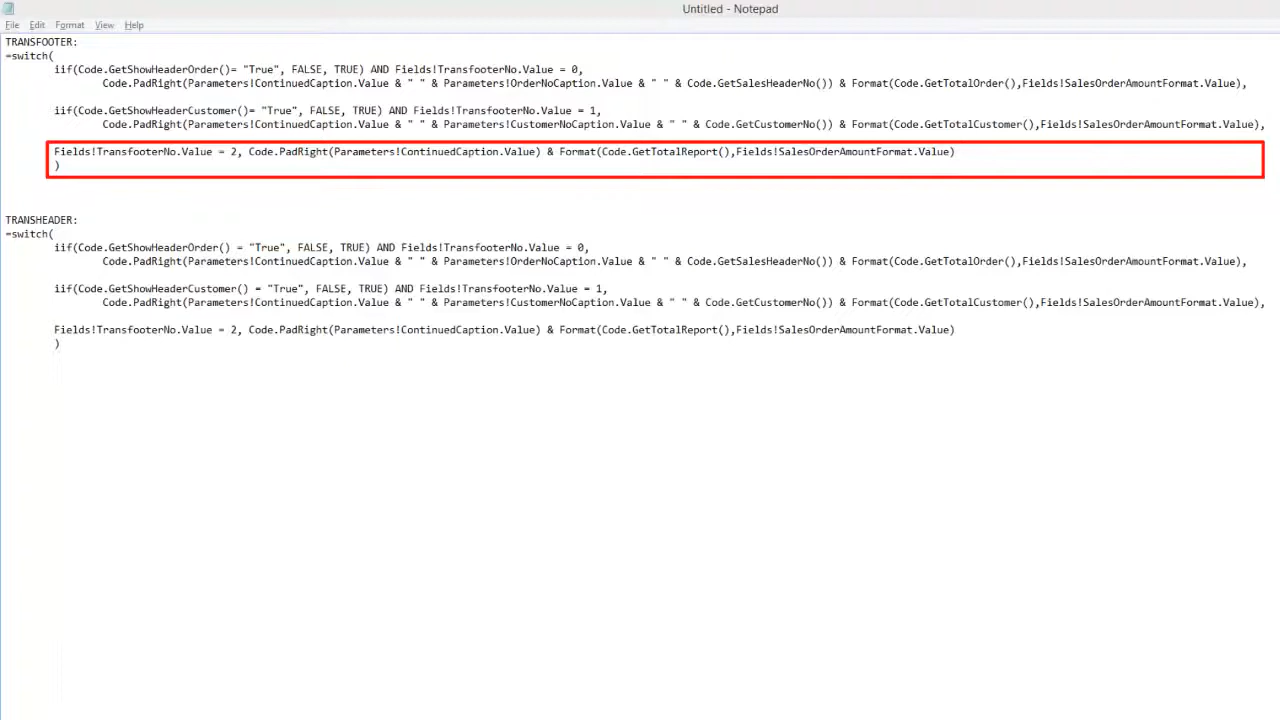 Untitled - Notepad
File Edit Format View Help
TRANSFOOTER:
=switch(
iif(Code.GetShowHeaderOrder()= "True", FALSE, TRUE) AND Fields!TransfooterNo.Value = 0,
Code.PadRight(Parameters!ContinuedCaption.Value & " " & Parameters!OrderNoCaption.Value & " " & Code.GetSalesHeaderNo()) & Format(Code.GetTotalOrder(),Fields!SalesOrderAmountFormat.Value),
iif(Code.GetShowHeaderCustomer()= "True", FALSE, TRUE) AND Fields!TransfooterNo.Value = 1,
Code.PadRight(Parameters!ContinuedCaption.Value & " " & Parameters!CustomerNoCaption.Value & " " & Code.GetCustomerNo()) & Format(Code.GetTotalCustomer(),Fields!SalesOrderAmountFormat.Value),
Fields!TransfooterNo.Value = 2, Code.PadRight(Parameters!ContinuedCaption.Value) & Format(Code.GetTotalReport(),Fields!SalesOrderAmountFormat.Value)
)
TRANSHEADER:
=switch(
iif(Code.GetShowHeaderOrder() = "True", FALSE, TRUE) AND Fields!TransfooterNo.Value = 0,
Code.PadRight(Parameters!ContinuedCaption.Value & " " & Parameters!OrderNoCaption.Value & " " & Code.GetSalesHeaderNo()) & Format(Code.GetTotalOrder(),Fields!SalesOrderAmountFormat.Value),
iif(Code.GetShowHeaderCustomer() = "True", FALSE, TRUE) AND Fields!TransfooterNo.Value = 1,
Code.PadRight(Parameters!ContinuedCaption.Value & " " & Parameters!CustomerNoCaption.Value & " " & Code.GetCustomerNo()) & Format(Code.GetTotalCustomer(),Fields!SalesOrderAmountFormat.Value),
Fields!TransfooterNo.Value = 2, Code.PadRight(Parameters!ContinuedCaption.Value) & Format(Code.GetTotalReport(),Fields!SalesOrderAmountFormat.Value)
)